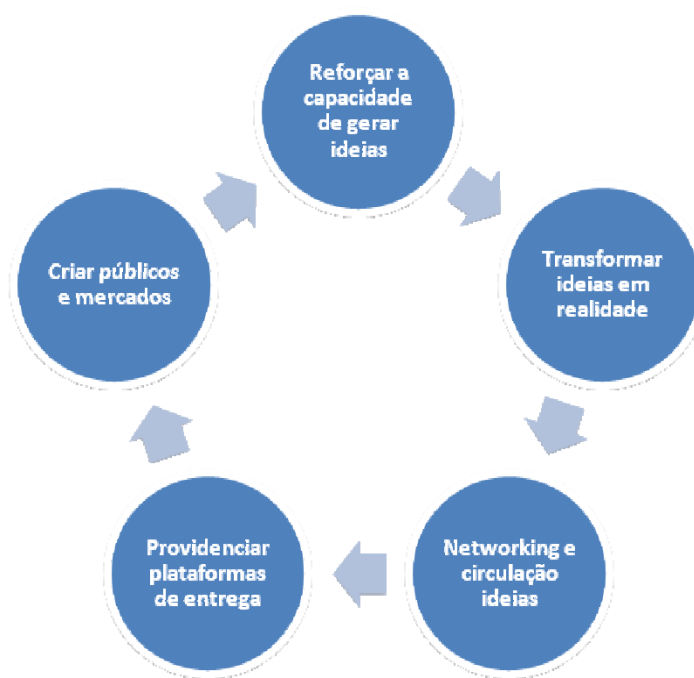 Reforçar a
capacidade
de gerar
ideias
Transformar
ideias em
realidade
Networking e
circulação
ideias
Providenciar
plataformas
de entrega
Criar públicos
e mercados